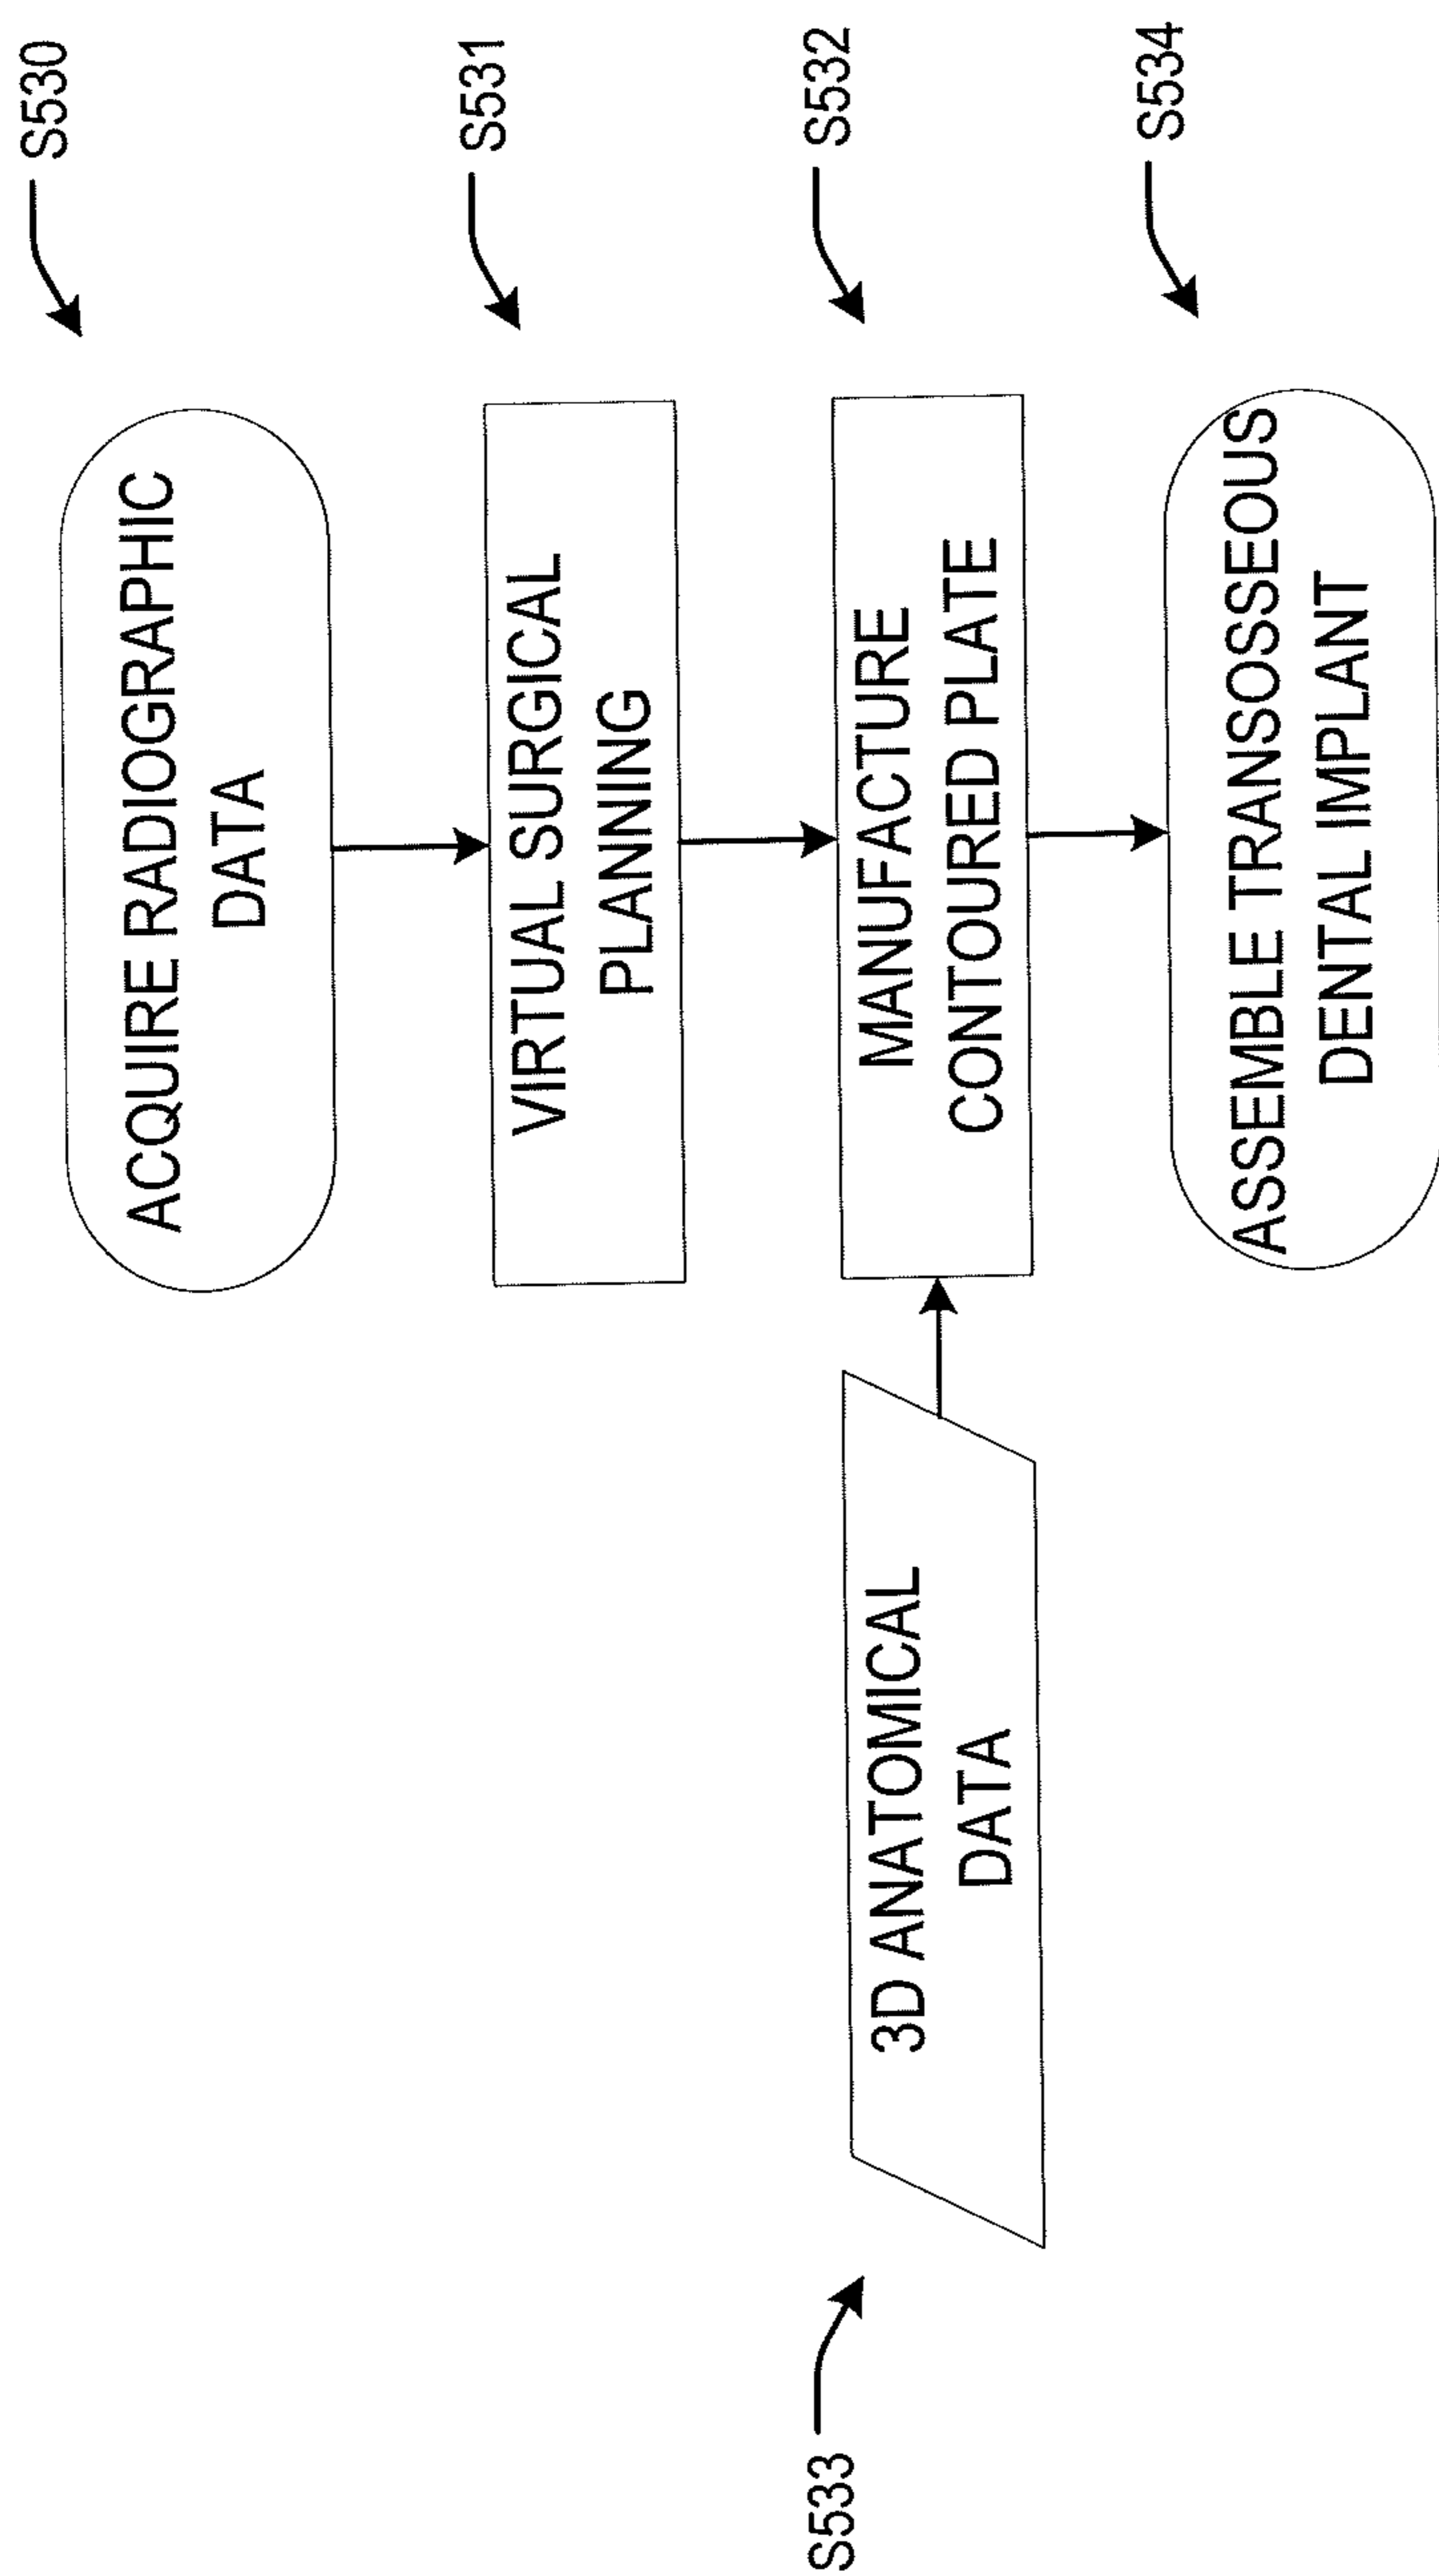 S530
ACQUIRE RADIOGRAPHIC
DATA
S531
VIRTUAL SURGICAL
PLANNING
S532
MANUFACTURE
CONTOURED PLATE
S533
3D ANATOMICAL
DATA
S534
ASSEMBLE TRANSOSSEOUS
DENTAL IMPLANT